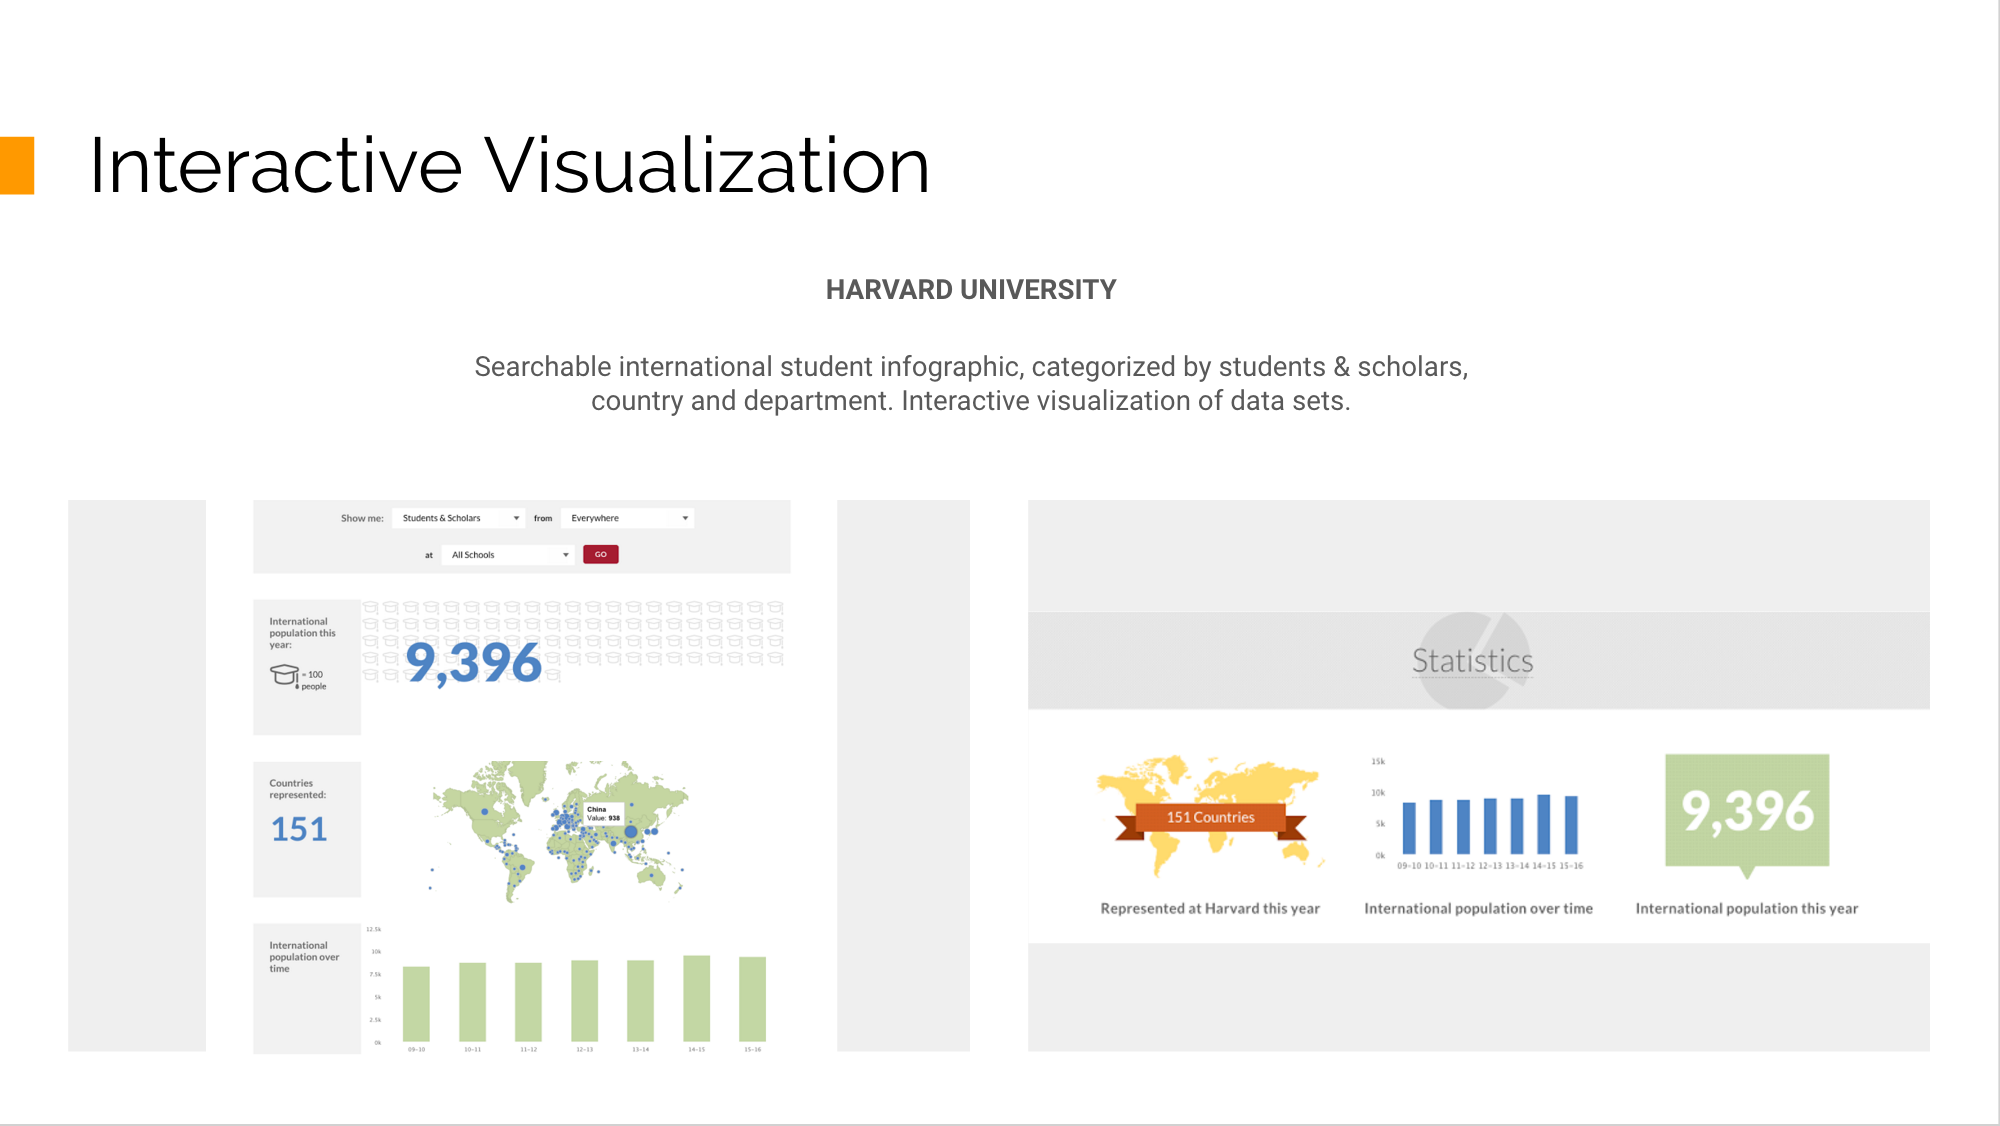 Interactive Visualization
HARVARD UNIVERSITY
Searchable international student infographic, categorized by students & scholars,
country and department. Interactive visualization of data sets.
Show me: Students & Scholars from Everywhere
at All Schools GO
International
population this
year:
= 100
people
9,396
Countries
represented:
151
China
Value: 938
International
population over
time
12.5k
10k
7.5k
5k
2.5k
0k
09-10 10-11 11-12 12-13 13-14 14-15 15-16
Statistics
151 Countries
Represented at Harvard this year
15k
10k
5k
0k
09-10 10-11 11-12 12-13 13-14 14-15 15-16
International population over time
9,396
International population this year